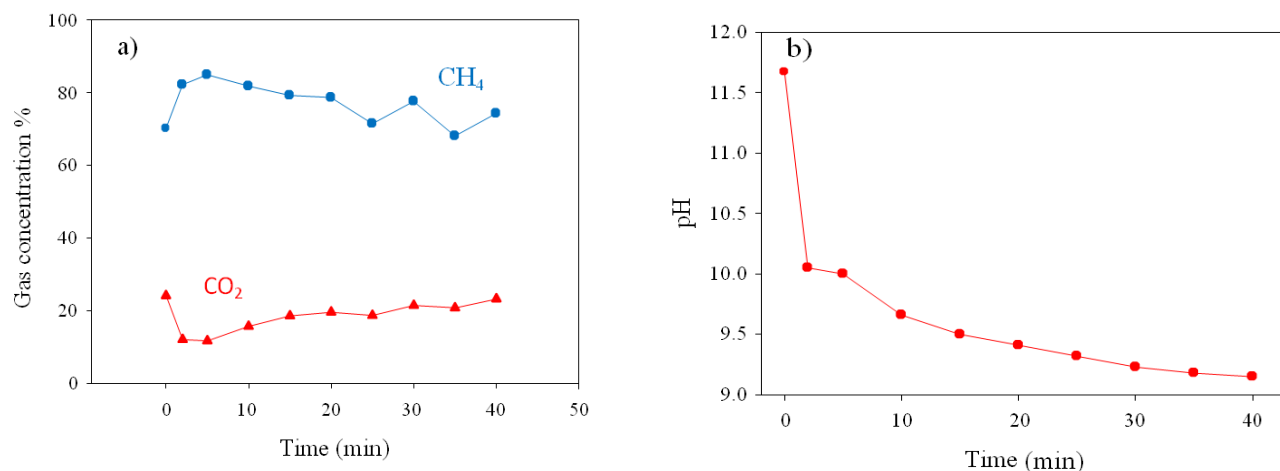 a)
Gas concentration %
100
80
60
40
20
0
CH₄
CO₂
0 10 20 30 40 50
Time (min)
b)
pH
12.0
11.5
11.0
10.5
10.0
9.5
9.0
0 10 20 30 40
Time (min)